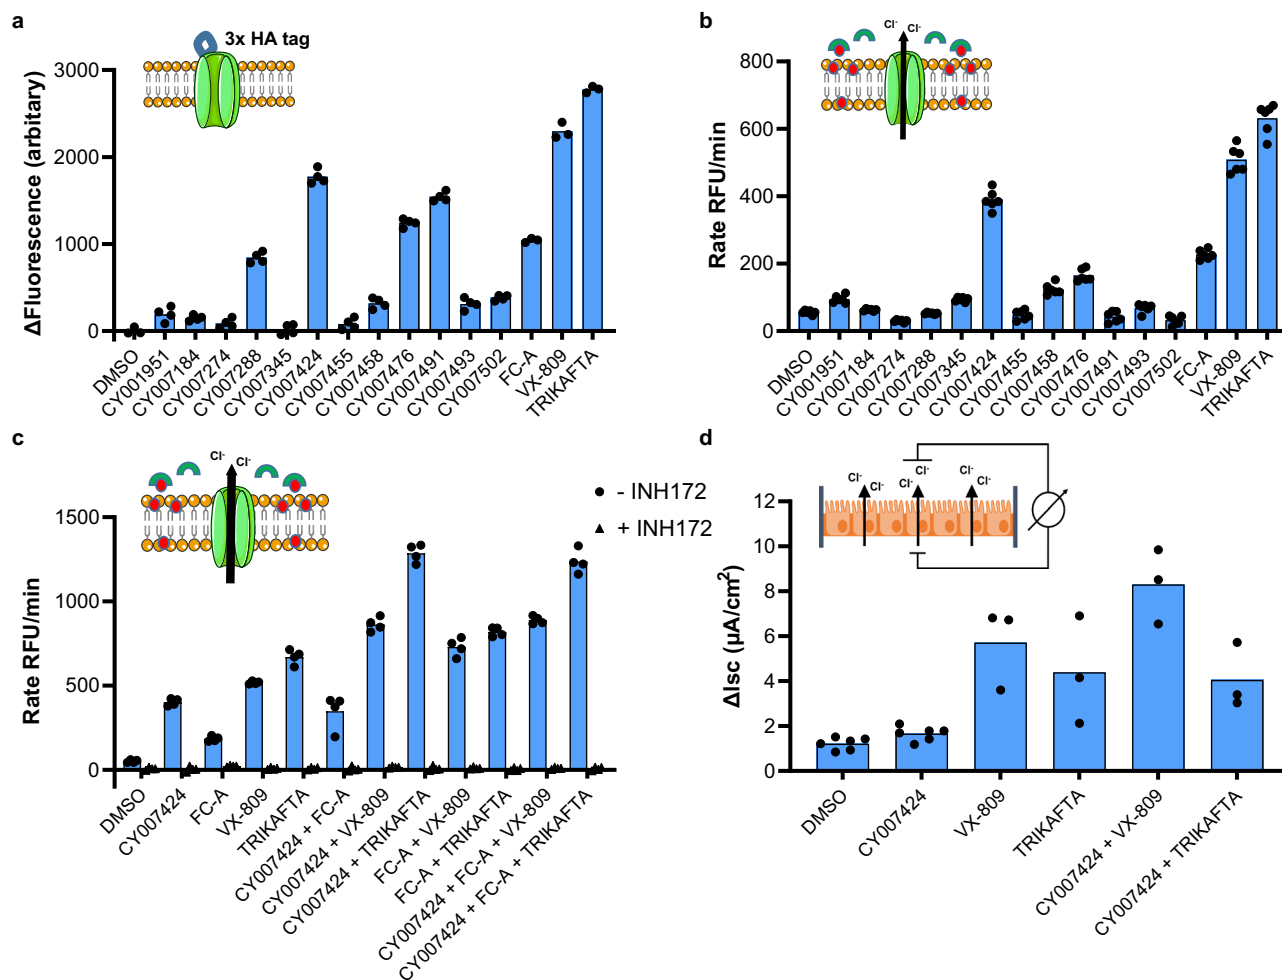 a
3x HA tag
ΔFluorescence (arbitary)
3000
2000
1000
0
DMSO
CY001951
CY007184
CY007274
CY007288
CY007345
CY007424
CY007455
CY007458
CY007476
CY007491
CY007493
CY007502
FC-A
VX-809
TRIKAFTA
b
Cl-
Cl-
Rate RFU/min
800
600
400
200
0
DMSO
CY001951
CY007184
CY007274
CY007288
CY007345
CY007424
CY007455
CY007458
CY007476
CY007491
CY007493
CY007502
FC-A
VX-809
TRIKAFTA
c
Cl-
Cl-
- INH172
+ INH172
Rate RFU/min
1500
1000
500
0
DMSO
CY007424
FC-A
VX-809
TRIKAFTA
CY007424 + FC-A
CY007424 + VX-809
CY007424 + TRIKAFTA
FC-A + VX-809
FC-A + TRIKAFTA
CY007424 + FC-A + VX-809
CY007424 + FC-A + TRIKAFTA
d
Cl-
Cl-
Cl-
Cl-
Cl-
Cl-
ΔIsc (μA/cm²)
12
10
8
6
4
2
0
DMSO
CY007424
VX-809
TRIKAFTA
CY007424 + VX-809
CY007424 + TRIKAFTA